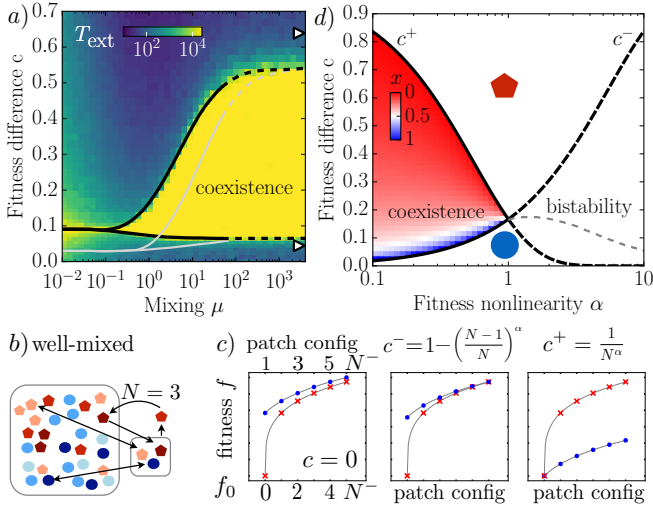 a)
0.7
0.6
0.5
0.4
0.3
0.2
0.1
0.0
Fitness difference c
T_ext
10^2 10^4
coexistence
10^−2 10^−1 10^0 10^1 10^2 10^3
Mixing μ
d)
0.9
0.8
0.7
0.6
0.5
0.4
0.3
0.2
0.1
0.0
Fitness difference c
c^+
c^−
x
0
0.5
1
coexistence
bistability
0.1 1 10
Fitness nonlinearity α
b) well-mixed
N = 3
c) patch config
1 3 5 N^−
fitness f
f_0
c = 0
0 2 4 N^−
c^− = 1−(\frac{N−1}{N})^α
patch config
c^+ = \frac{1}{N^α}
patch config